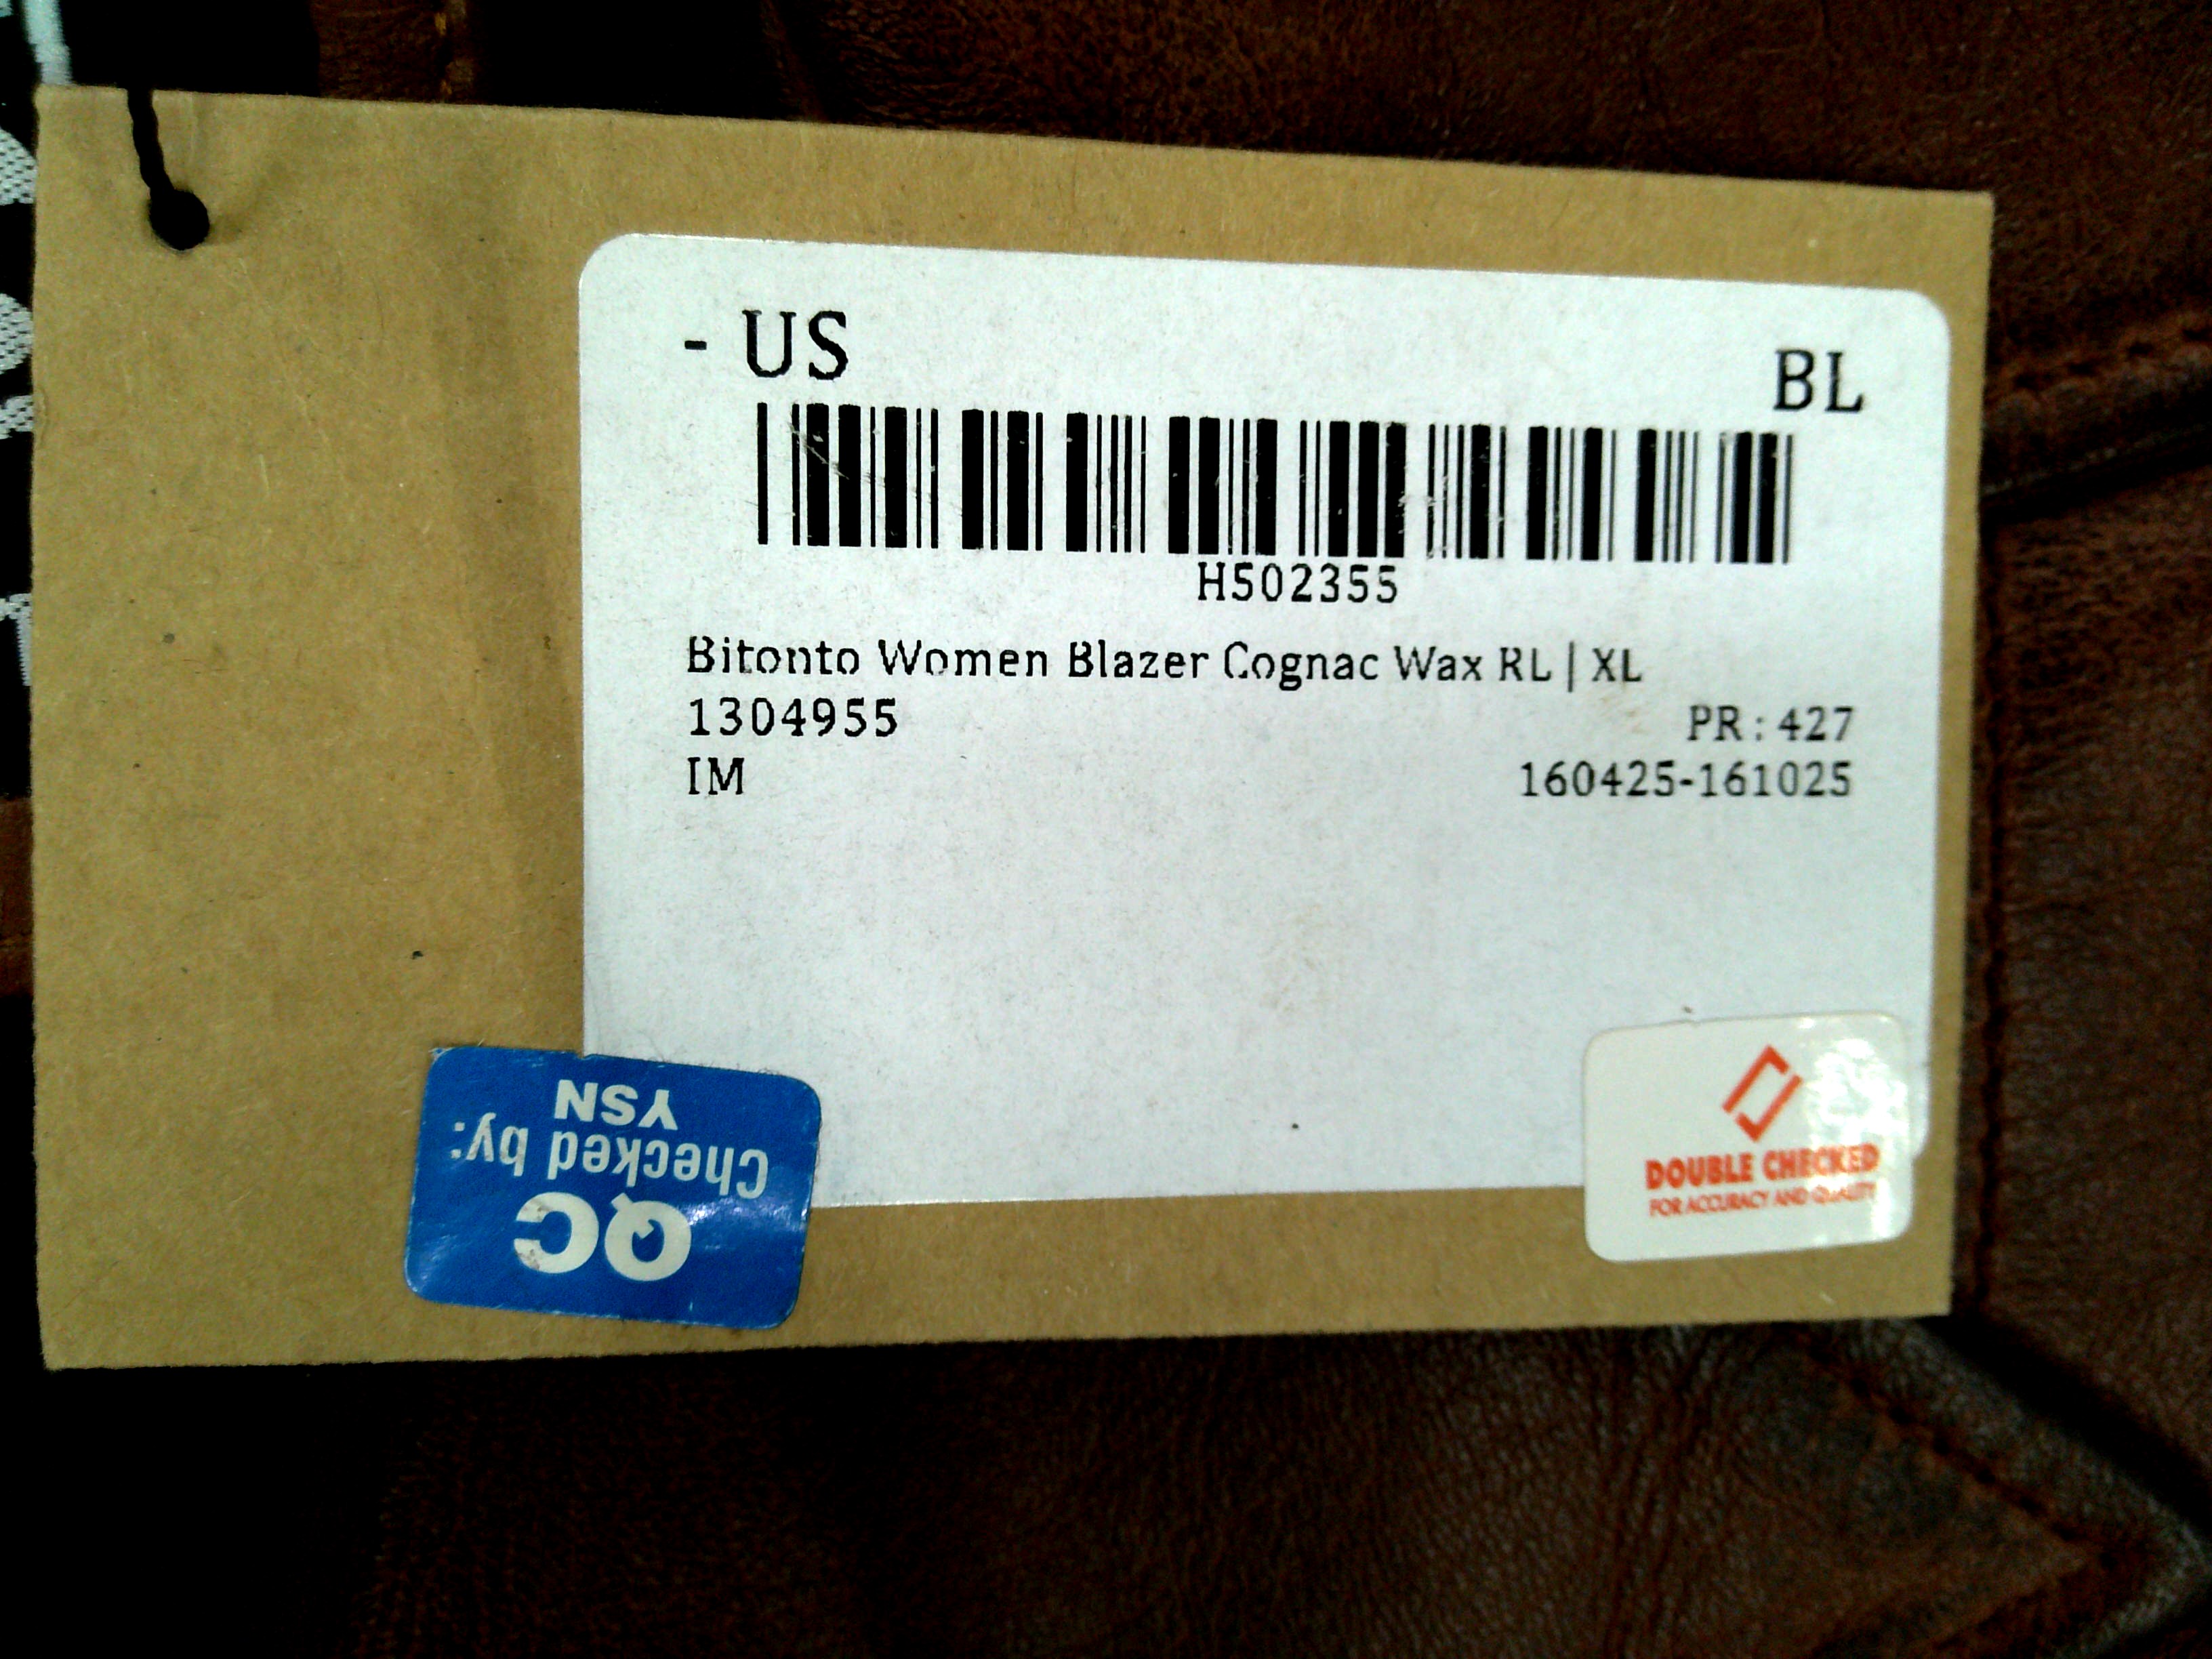 - US
BL
H502355
Bitonto Women Blazer Cognac Wax RL | XL
1304955
PR : 427
IM
160425-161025
QC
Checked by:
YSN
DOUBLE CHECKED
FOR ACCURACY AND QUALITY